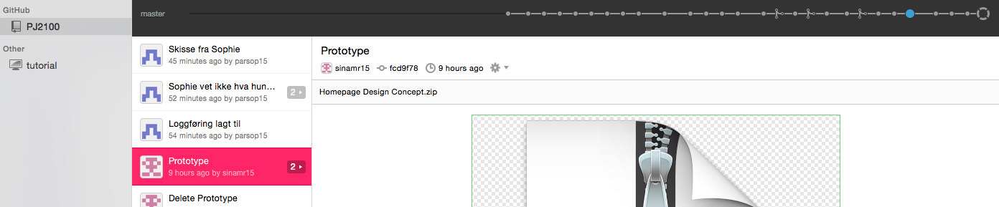 GitHub
PJ2100
Other
tutorial
master
Skisse fra Sophie
45 minutes ago by parsop15
Sophie vet ikke hva hun…
2
52 minutes ago by parsop15
Loggføring lagt til
54 minutes ago by parsop15
Prototype
2
9 hours ago by sinamr15
Delete Prototype
Prototype
sinamr15 fcd9f78 9 hours ago
Homepage Design Concept.zip